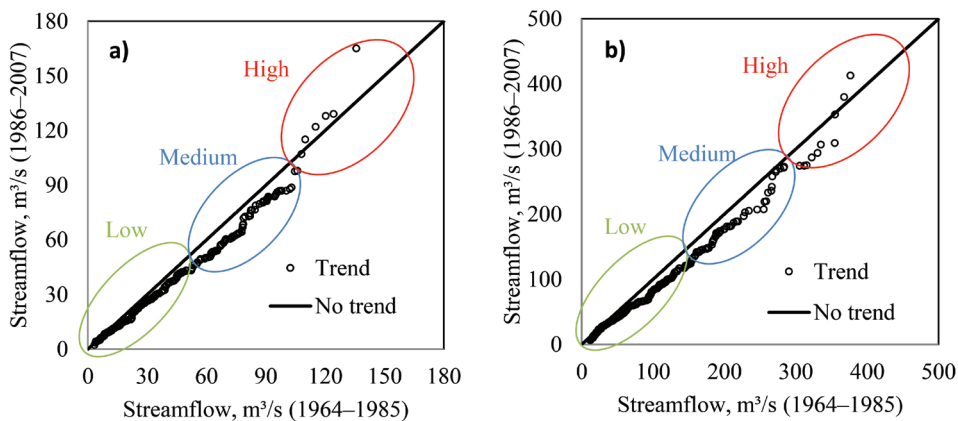 a)
Streamflow, m³/s (1986–2007)
180
150
120
90
60
30
0
High
Medium
Low
Trend
No trend
0 30 60 90 120 150 180
Streamflow, m³/s (1964–1985)
b)
Streamflow, m³/s (1986–2007)
500
400
300
200
100
0
High
Medium
Low
Trend
No trend
0 100 200 300 400 500
Streamflow, m³/s (1964–1985)